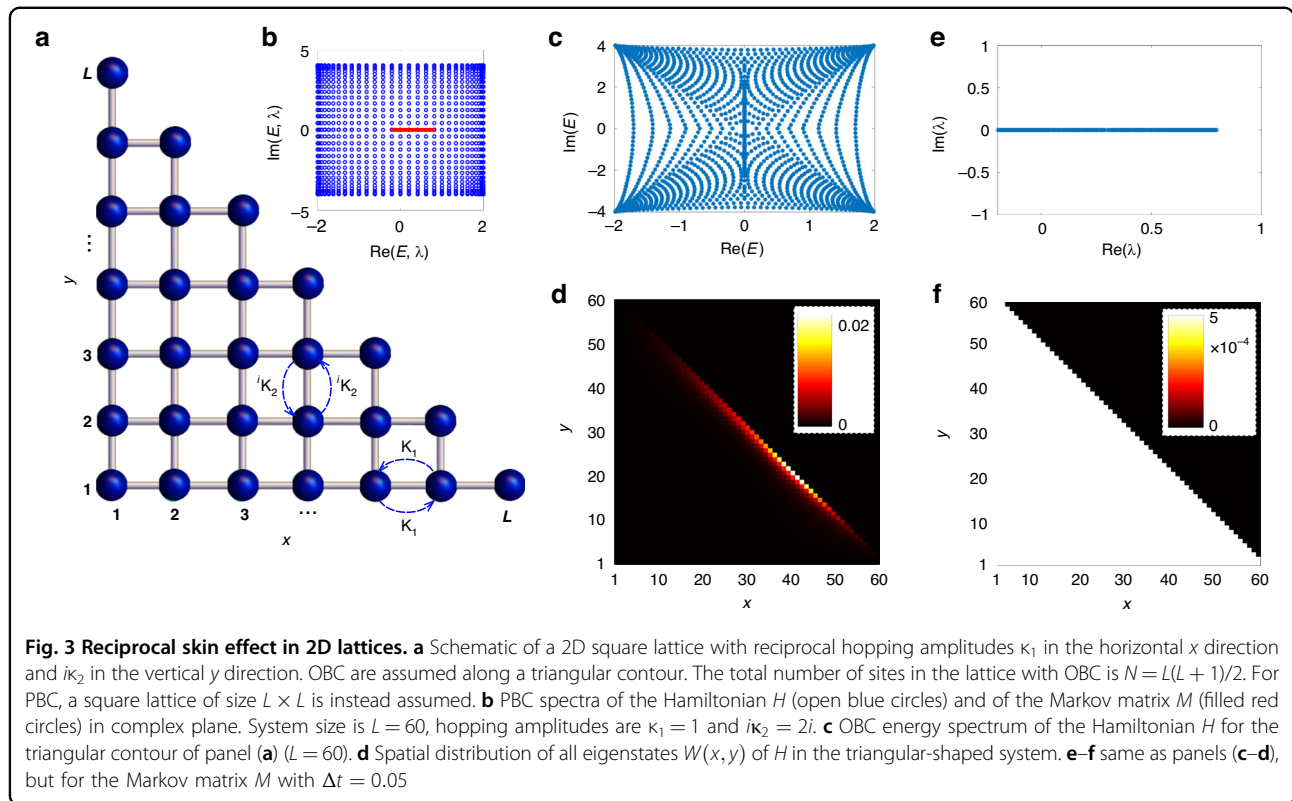 a
L
⋮
y
3
2
1
1
2
3
...
L
x
iK2
iK2
K1
K1
b
5
0
−5
Im(E, λ)
−2
0
2
Re(E, λ)
c
4
2
0
−2
−4
Im(E)
−2
−1
0
1
2
Re(E)
e
1
0.5
0
−0.5
−1
Im(λ)
0
0.5
1
Re(λ)
d
60
50
40
30
20
10
1
y
0.02
0
1
10
20
30
40
50
60
x
f
60
50
40
30
20
10
1
y
5
×10−4
0
1
10
20
30
40
50
60
x
Fig. 3 Reciprocal skin effect in 2D lattices. a Schematic of a 2D square lattice with reciprocal hopping amplitudes κ1 in the horizontal x direction
and iκ2 in the vertical y direction. OBC are assumed along a triangular contour. The total number of sites in the lattice with OBC is N = L(L + 1)/2. For
PBC, a square lattice of size L × L is instead assumed. b PBC spectra of the Hamiltonian H (open blue circles) and of the Markov matrix M (filled red
circles) in complex plane. System size is L = 60, hopping amplitudes are κ1 = 1 and iκ2 = 2i. c OBC energy spectrum of the Hamiltonian H for the
triangular contour of panel (a) (L = 60). d Spatial distribution of all eigenstates W(x, y) of H in the triangular-shaped system. e–f same as panels (c–d),
but for the Markov matrix M with Δt = 0.05